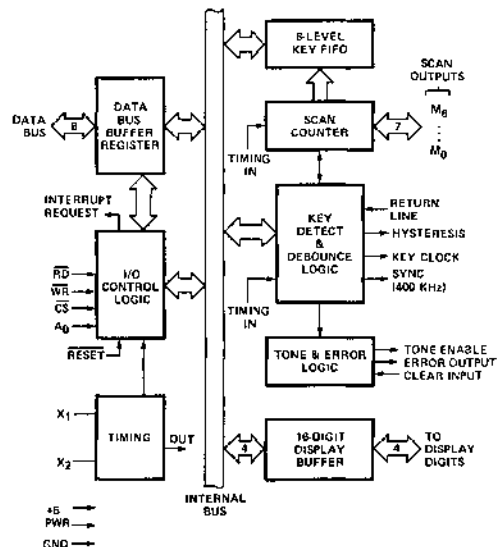 8-LEVEL
KEY FIFO
SCAN
OUTPUTS
DATA
BUS
BUFFER
REGISTER
DATA
BUS
8
SCAN
COUNTER
7
M6
M0
TIMING
IN
INTERRUPT
REQUEST
KEY
DETECT
&
DEBOUNCE
LOGIC
RETURN
LINE
HYSTERESIS
KEY CLOCK
SYNC
(400 KHz)
I/O
CONTROL
LOGIC
RD
WR
CS
A0
RESET
TIMING
IN
TONE & ERROR
LOGIC
TONE ENABLE
ERROR OUTPUT
CLEAR INPUT
X1
X2
TIMING
OUT
4
16-DIGIT
DISPLAY
BUFFER
4
TO
DISPLAY
DIGITS
INTERNAL
BUS
PWR
GND